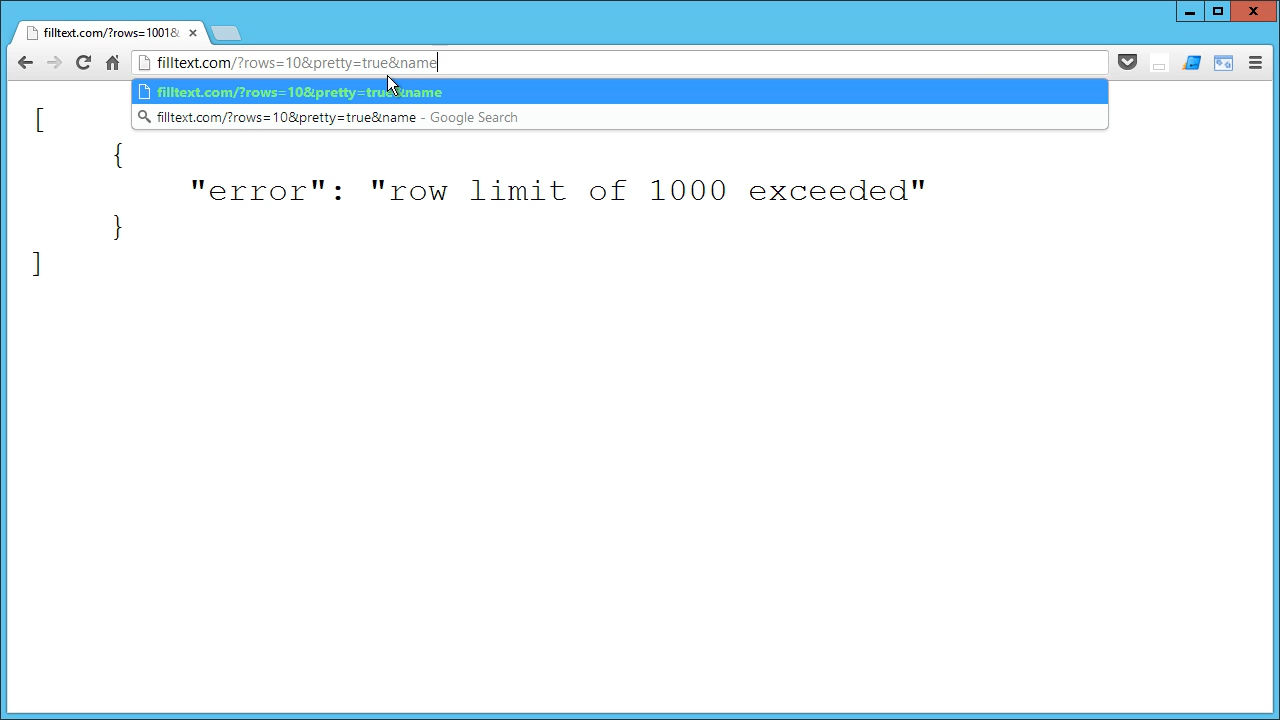 filltext.com/?rows=1001&
filltext.com/?rows=10&pretty=true&name
filltext.com/?rows=10&pretty=true&name
filltext.com/?rows=10&pretty=true&name - Google Search
[
{
"error": "row limit of 1000 exceeded"
}
]